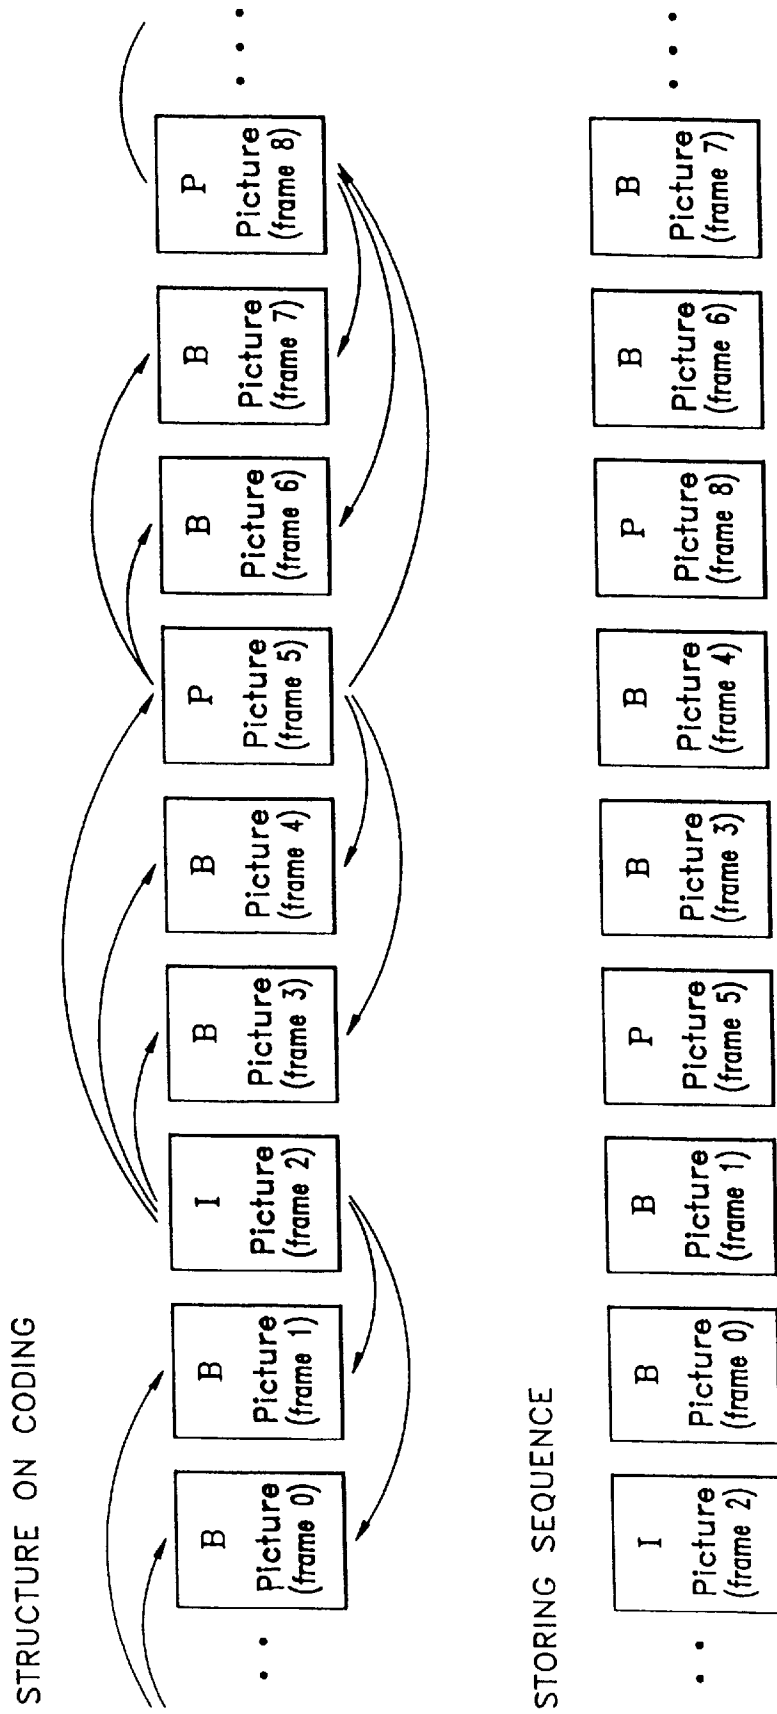 STRUCTURE ON CODING
B
Picture
(frame 0)
B
Picture
(frame 1)
I
Picture
(frame 2)
B
Picture
(frame 3)
B
Picture
(frame 4)
P
Picture
(frame 5)
B
Picture
(frame 6)
B
Picture
(frame 7)
P
Picture
(frame 8)
STORING SEQUENCE
I
Picture
(frame 2)
B
Picture
(frame 0)
B
Picture
(frame 1)
P
Picture
(frame 5)
B
Picture
(frame 3)
B
Picture
(frame 4)
P
Picture
(frame 8)
B
Picture
(frame 6)
B
Picture
(frame 7)